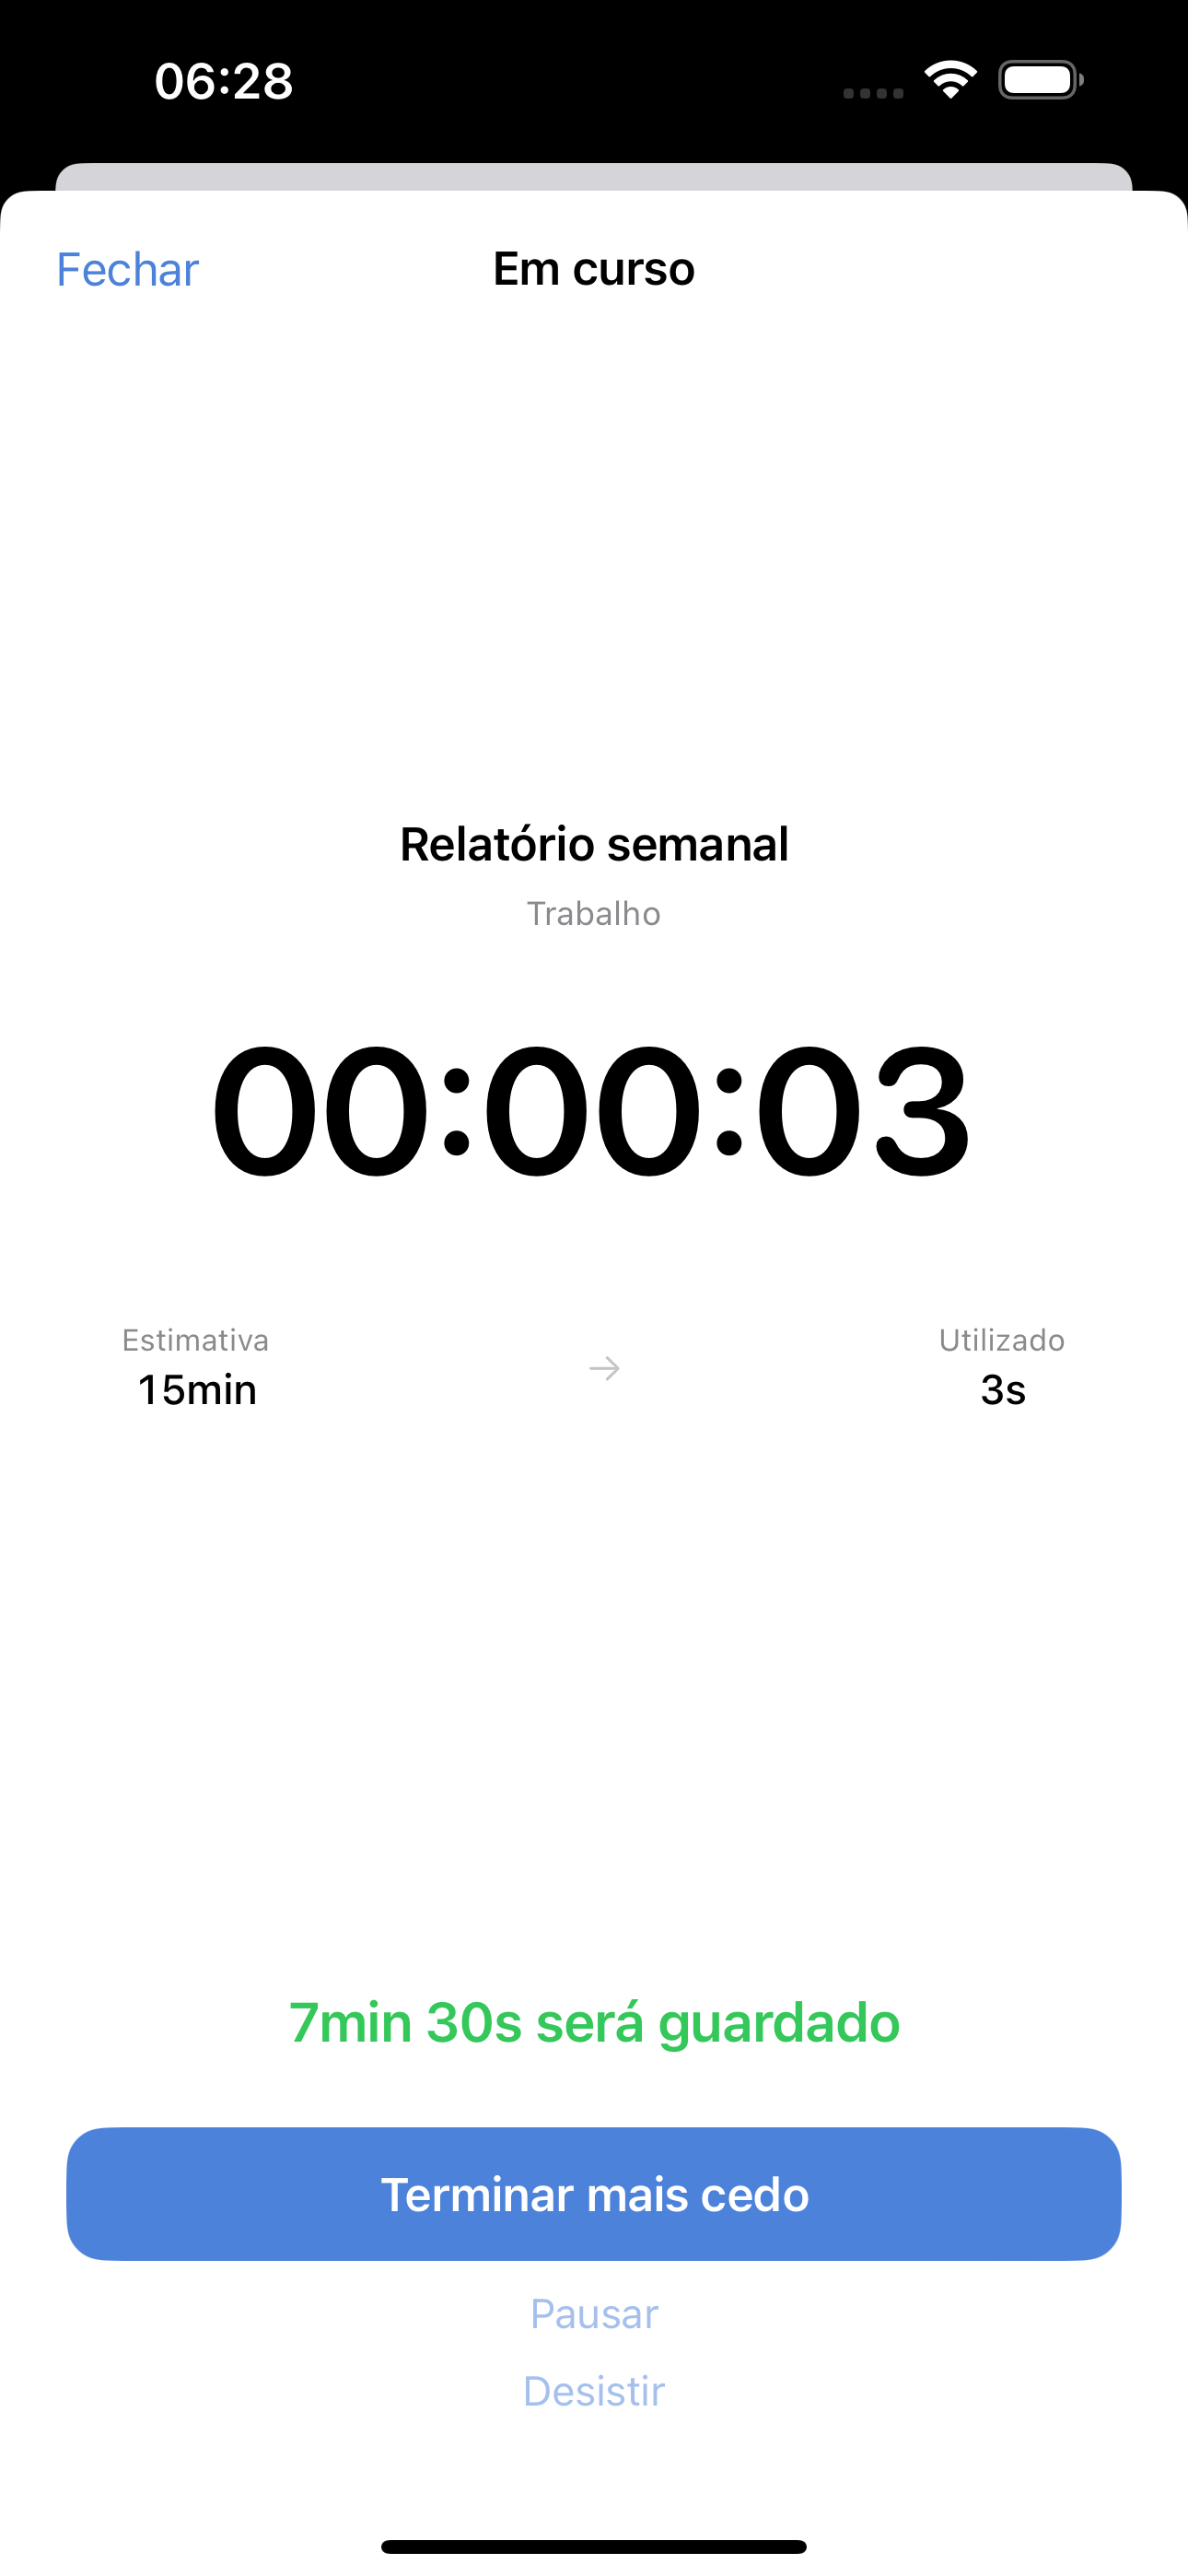 06:28
Fechar
Em curso
Relatório semanal
Trabalho
00:00:03
Estimativa
15min
→
Utilizado
3s
7min 30s será guardado
Terminar mais cedo
Pausar
Desistir